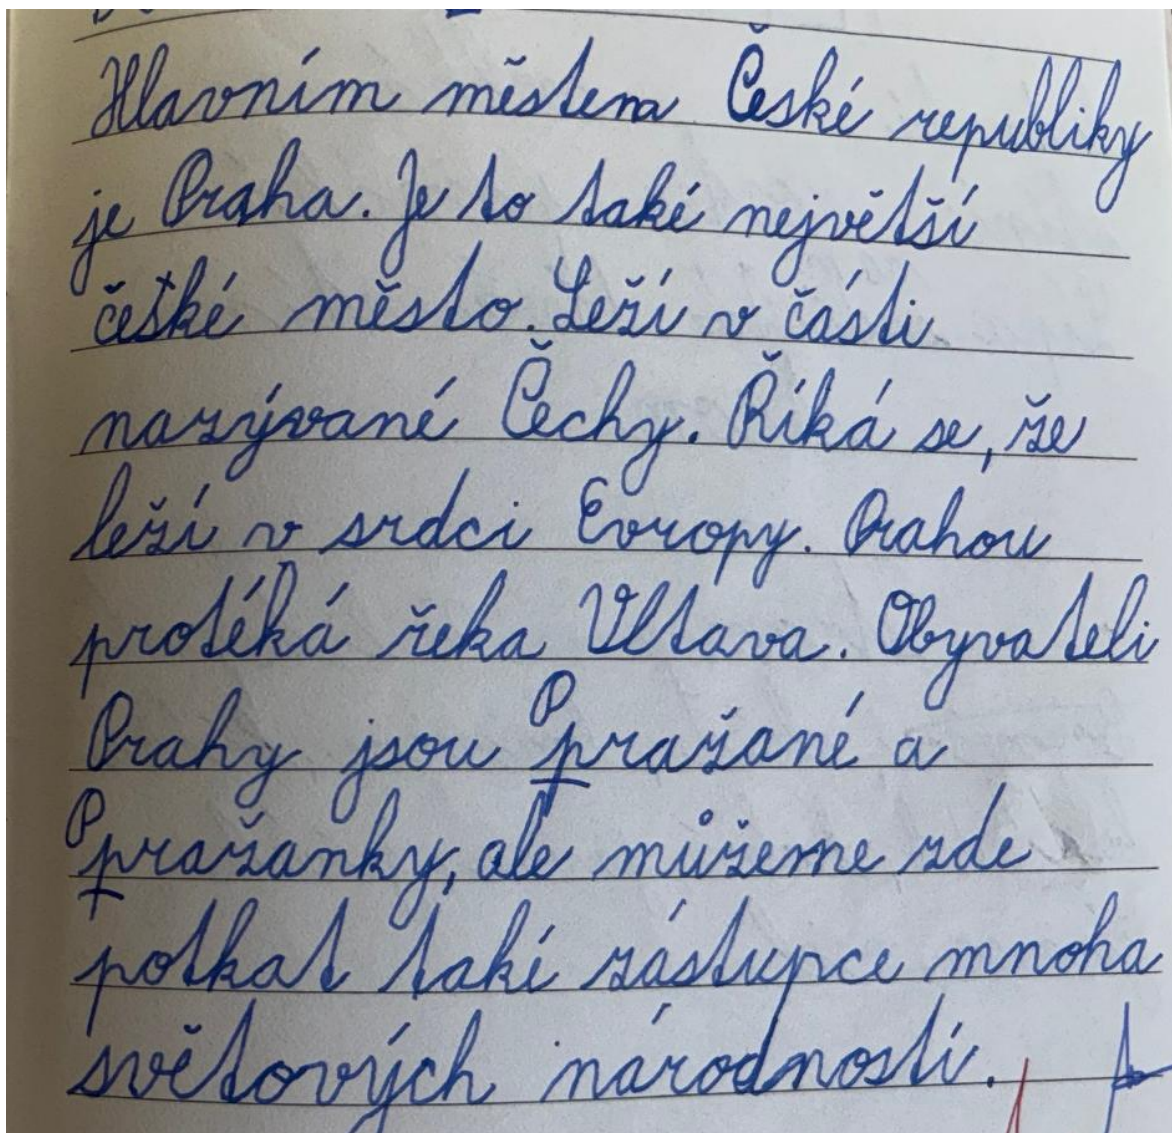 Hlavním městem České republiky
je Praha. Je to také největší
české město. Leží v části
nazývané Čechy. Říká se, že
leží v srdci Evropy. Prahou
protéká řeka Vltava. Obyvateli
Prahy jsou Pražané a
Pražanky, ale můžeme zde
potkat také zástupce mnoha
světových národností.